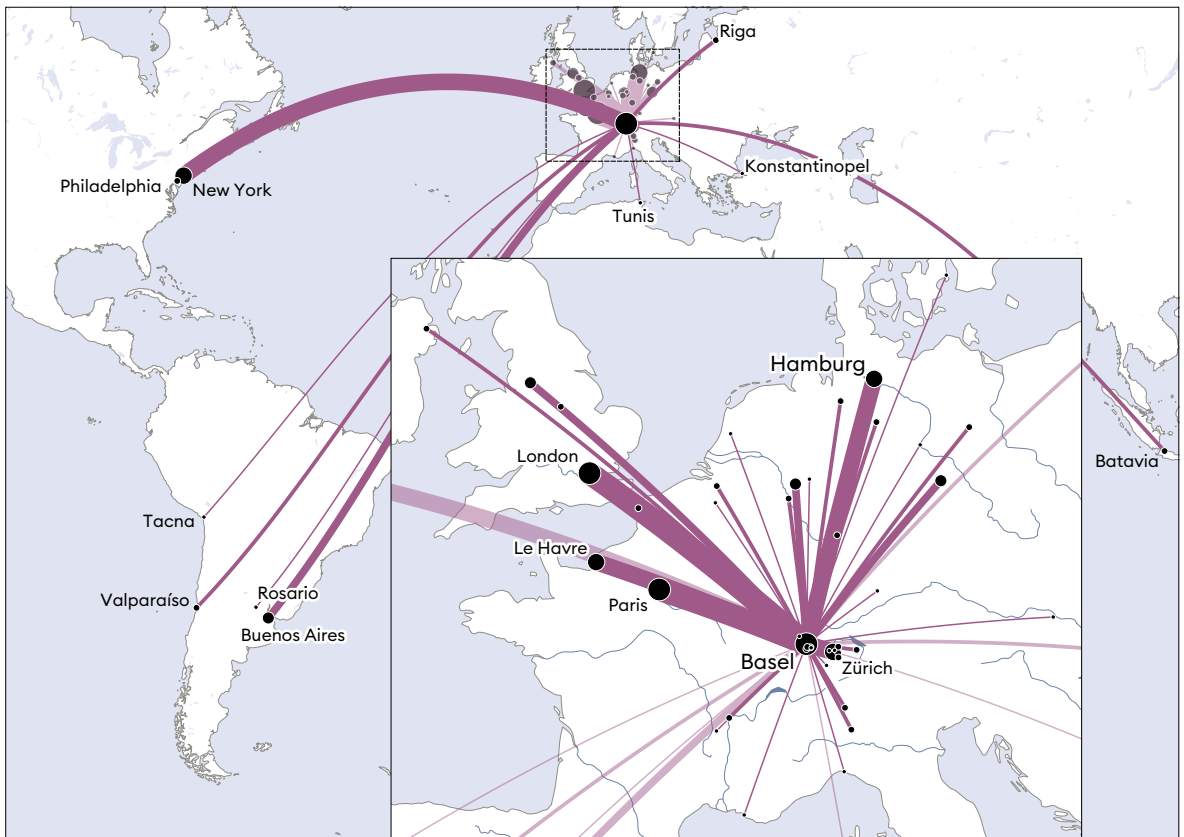 Riga
Konstantinopel
Philadelphia
New York
Tunis
Hamburg
London
Batavia
Tacna
Le Havre
Rosario
Valparaíso
Paris
Buenos Aires
Basel
Zürich